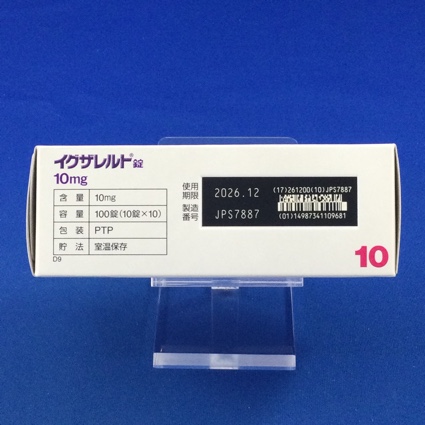 イグザレルト®錠
10mg
含 量 10mg
容 量 100錠(10錠×10)
包 装 PTP
貯 法 室温保存
D9
使用期限 2026.12
製造番号 JPS7887
(17)261200(10)JPS7887
(01)14987341109681
10